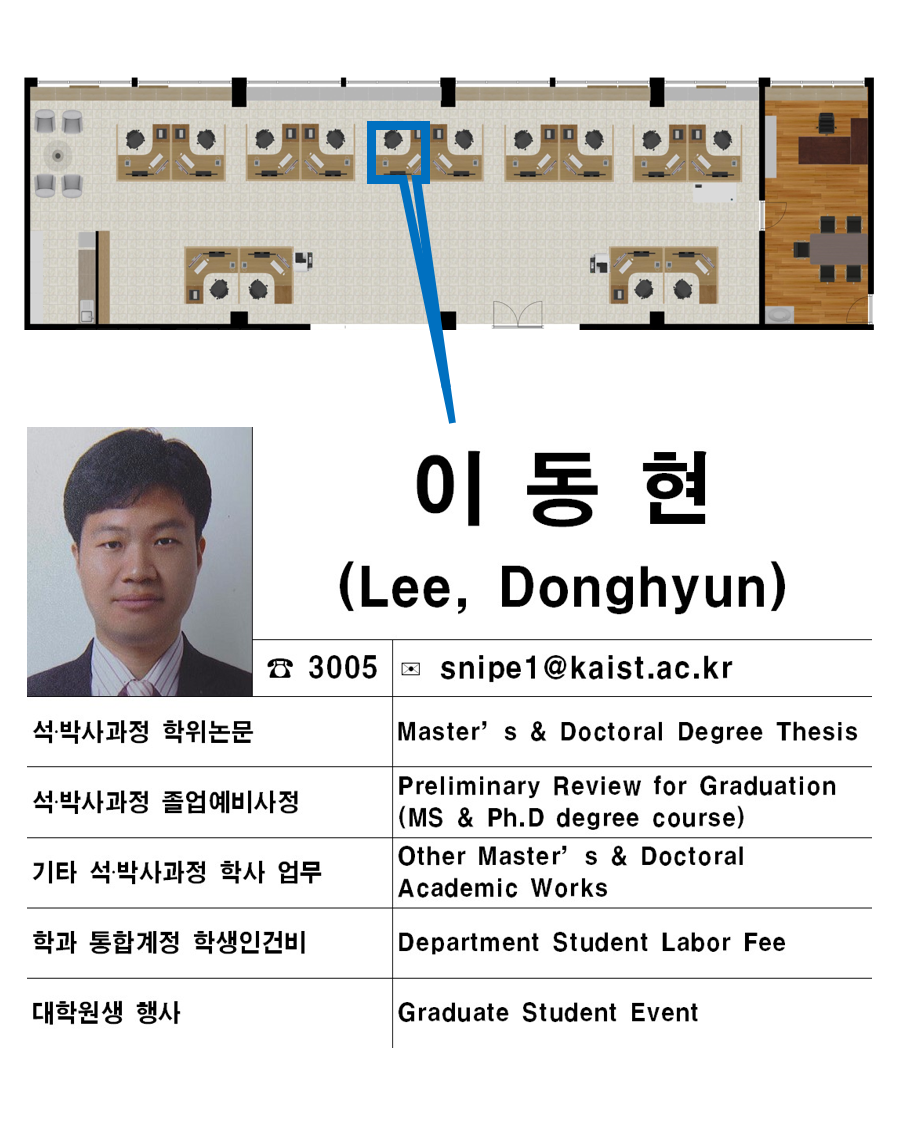 이 동 현
(Lee, Donghyun)
☎ 3005
✉ snipe1@kaist.ac.kr
석·박사과정 학위논문
Master’s & Doctoral Degree Thesis
석·박사과정 졸업예비사정
Preliminary Review for Graduation
(MS & Ph.D degree course)
기타 석·박사과정 학사 업무
Other Master’s & Doctoral
Academic Works
학과 통합계정 학생인건비
Department Student Labor Fee
대학원생 행사
Graduate Student Event